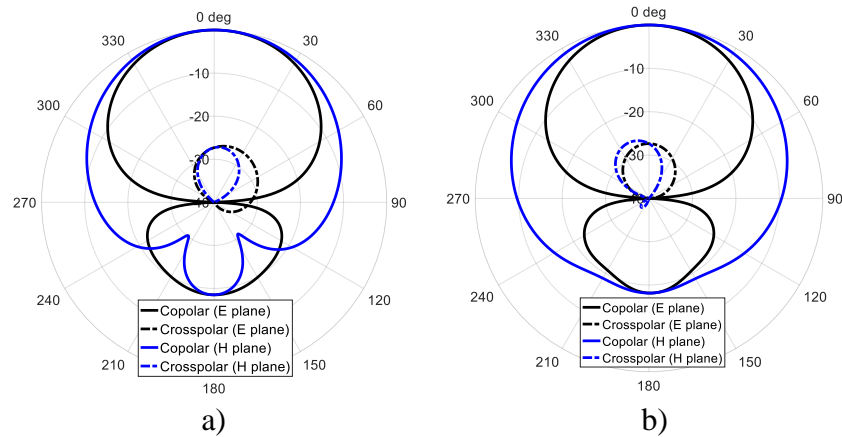 0 deg
330
30
300
60
270
240
120
210
150
180
-10
-20
-30
Copolar (E plane)
Crosspolar (E plane)
Copolar (H plane)
Crosspolar (H plane)
a)
0 deg
330
30
300
60
270
90
240
120
210
150
180
-10
-20
30
Copolar (E plane)
Crosspolar (E plane)
Copolar (H plane)
Crosspolar (H plane)
b)
90